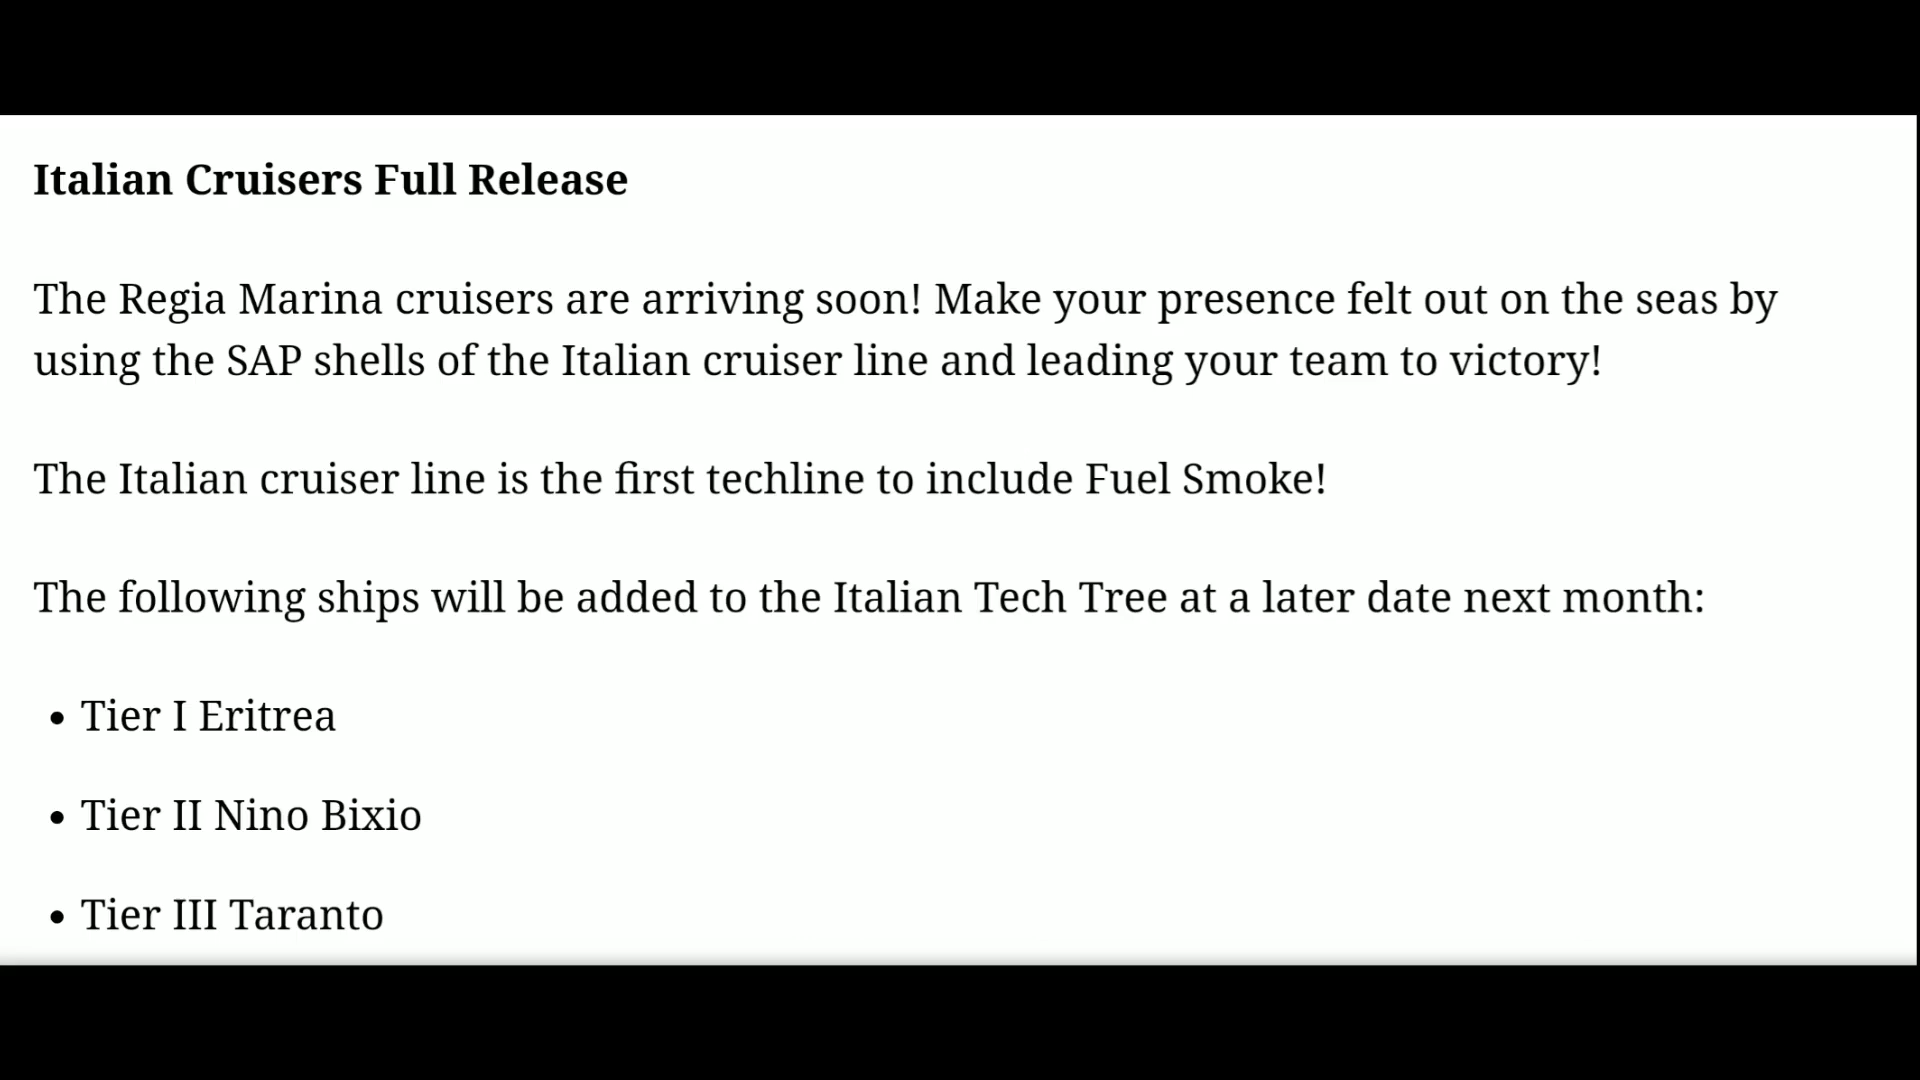 Italian Cruisers Full Release
The Regia Marina cruisers are arriving soon! Make your presence felt out on the seas by
using the SAP shells of the Italian cruiser line and leading your team to victory!
The Italian cruiser line is the first techline to include Fuel Smoke!
The following ships will be added to the Italian Tech Tree at a later date next month:
• Tier I Eritrea
• Tier II Nino Bixio
• Tier III Taranto